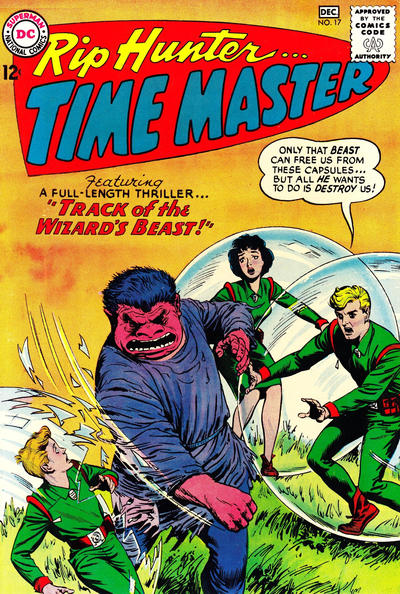 SUPERMAN
DC
NATIONAL COMICS
12¢
Rip Hunter...
TIME MASTER
DEC.
NO. 17
APPROVED
BY THE
COMICS
CODE
AUTHORITY
Featuring
A FULL-LENGTH THRILLER...
"TRACK of the
WIZARD'S BEAST!"
ONLY THAT BEAST
CAN FREE US FROM
THESE CAPSULES...
BUT ALL HE WANTS
TO DO IS DESTROY US!